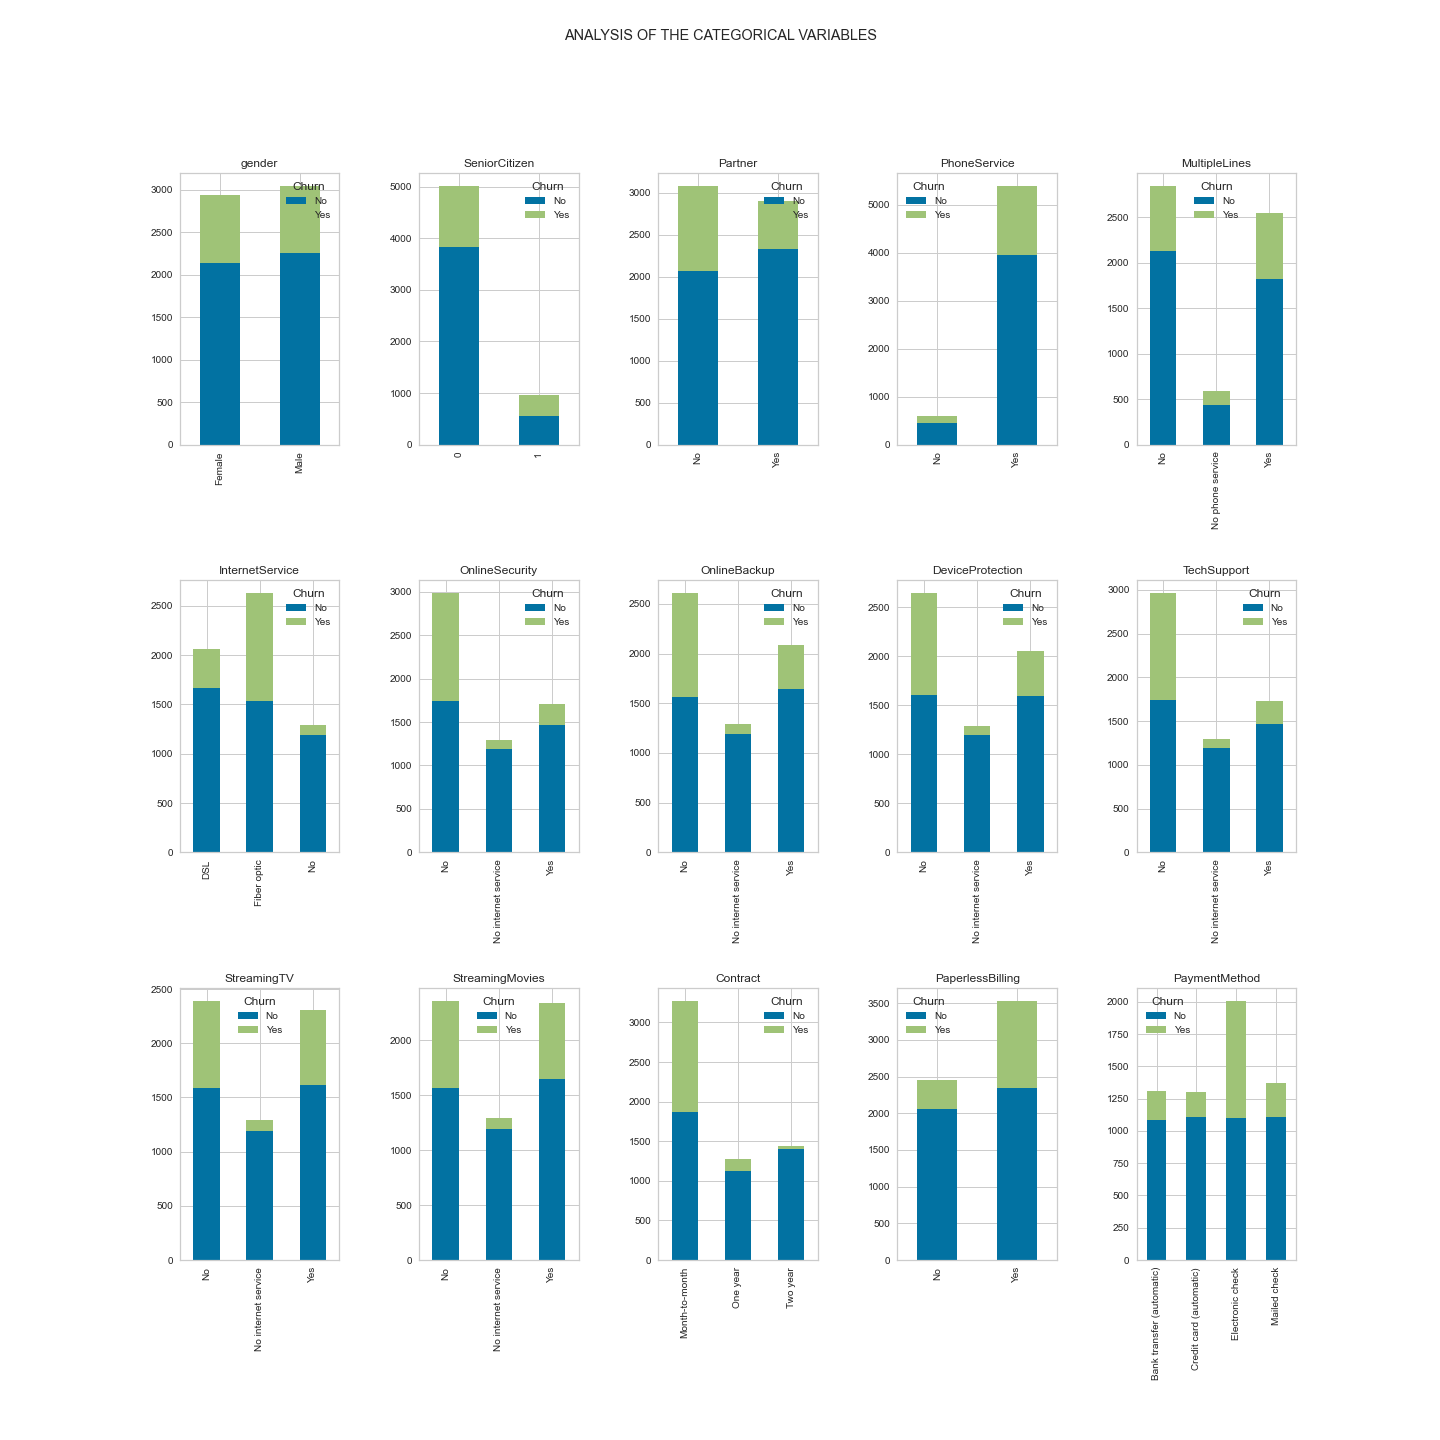 ANALYSIS OF THE CATEGORICAL VARIABLES
gender
3000
2500
2000
1500
1000
500
0
Churn
No
Yes
Female
Male
SeniorCitizen
5000
4000
3000
2000
1000
0
Churn
No
Yes
0
1
Partner
3000
2500
2000
1500
1000
500
0
Churn
No
Yes
No
Yes
PhoneService
5000
4000
3000
2000
1000
0
Churn
No
Yes
No
Yes
MultipleLines
2500
2000
1500
1000
500
0
Churn
No
Yes
No
No phone service
Yes
InternetService
2500
2000
1500
1000
500
0
Churn
No
Yes
DSL
Fiber optic
No
OnlineSecurity
3000
2500
2000
1500
1000
500
0
Churn
No
Yes
No
No internet service
Yes
OnlineBackup
2500
2000
1500
1000
500
0
Churn
No
Yes
No
No internet service
Yes
DeviceProtection
2500
2000
1500
1000
500
0
Churn
No
Yes
No
No internet service
Yes
TechSupport
3000
2500
2000
1500
1000
500
0
Churn
No
Yes
No
No internet service
Yes
StreamingTV
2500
2000
1500
1000
500
0
Churn
No
Yes
No
No internet service
Yes
StreamingMovies
2000
1500
1000
500
0
Churn
No
Yes
No
No internet service
Yes
Contract
3000
2500
2000
1500
1000
500
0
Churn
No
Yes
Month-to-month
One year
Two year
PaperlessBilling
3500
3000
2500
2000
1500
1000
500
0
Churn
No
Yes
No
Yes
PaymentMethod
2000
1750
1500
1250
1000
750
500
250
0
Churn
No
Yes
Bank transfer (automatic)
Credit card (automatic)
Electronic check
Mailed check